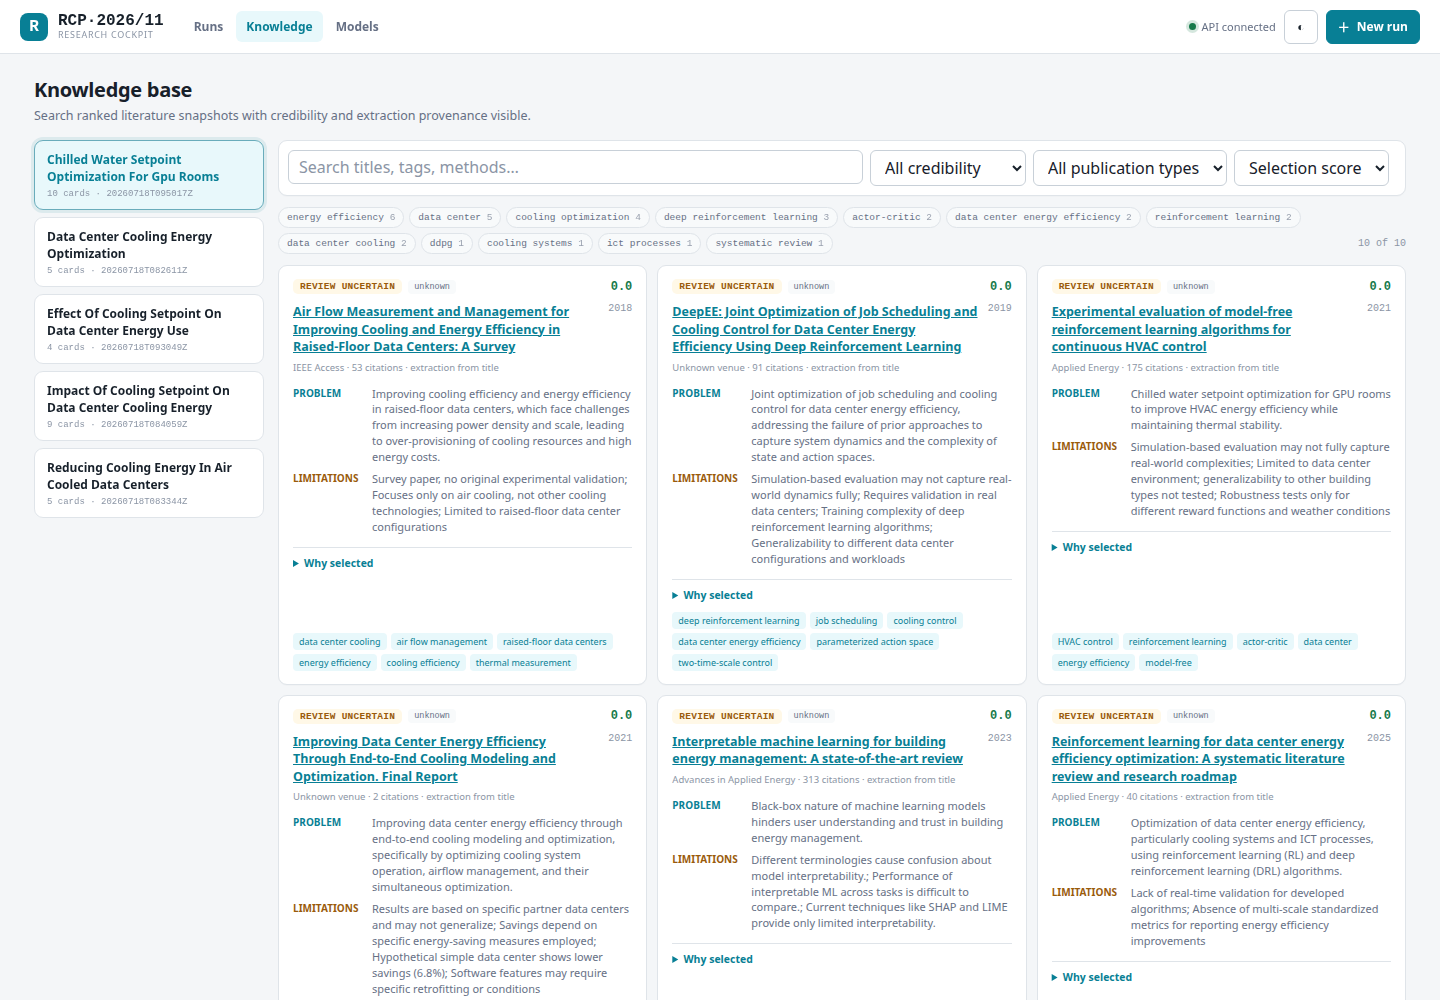 R
RCP·2026/11
RESEARCH COCKPIT
Runs
Knowledge
Models
API connected
+ New run
Knowledge base
Search ranked literature snapshots with credibility and extraction provenance visible.
Chilled Water Setpoint
Optimization For Gpu Rooms
10 cards · 20260718T095017Z
Data Center Cooling Energy
Optimization
5 cards · 20260718T082611Z
Effect Of Cooling Setpoint On
Data Center Energy Use
4 cards · 20260718T093049Z
Impact Of Cooling Setpoint On
Data Center Cooling Energy
9 cards · 20260718T084059Z
Reducing Cooling Energy In Air
Cooled Data Centers
5 cards · 20260718T083344Z
Search titles, tags, methods...
All credibility
All publication types
Selection score
energy efficiency 6
data center 5
cooling optimization 4
deep reinforcement learning 3
actor-critic 2
data center energy efficiency 2
reinforcement learning 2
data center cooling 2
ddpg 1
cooling systems 1
ict processes 1
systematic review 1
10 of 10
REVIEW UNCERTAIN unknown 0.0
Air Flow Measurement and Management for 2018
Improving Cooling and Energy Efficiency in
Raised-Floor Data Centers: A Survey
IEEE Access · 53 citations · extraction from title
PROBLEM Improving cooling efficiency and energy efficiency
in raised-floor data centers, which face challenges
from increasing power density and scale, leading
to over-provisioning of cooling resources and high
energy costs.
LIMITATIONS Survey paper, no original experimental validation;
Focuses only on air cooling, not other cooling
technologies; Limited to raised-floor data center
configurations
Why selected
data center cooling air flow management raised-floor data centers
energy efficiency cooling efficiency thermal measurement
REVIEW UNCERTAIN unknown 0.0
DeepEE: Joint Optimization of Job Scheduling and 2019
Cooling Control for Data Center Energy
Efficiency Using Deep Reinforcement Learning
Unknown venue · 91 citations · extraction from title
PROBLEM Joint optimization of job scheduling and cooling
control for data center energy efficiency,
addressing the failure of prior approaches to
capture system dynamics and the complexity of
state and action spaces.
LIMITATIONS Simulation-based evaluation may not capture real-
world dynamics fully; Requires validation in real
data centers; Training complexity of deep
reinforcement learning algorithms;
Generalizability to different data center
configurations and workloads
Why selected
deep reinforcement learning job scheduling cooling control
data center energy efficiency parameterized action space
two-time-scale control
REVIEW UNCERTAIN unknown 0.0
Experimental evaluation of model-free 2021
reinforcement learning algorithms for
continuous HVAC control
Applied Energy · 175 citations · extraction from title
PROBLEM Chilled water setpoint optimization for GPU rooms
to improve HVAC energy efficiency while
maintaining thermal stability.
LIMITATIONS Simulation-based evaluation may not fully capture
real-world complexities; Limited to data center
environment; generalizability to other building
types not tested; Robustness tests only for
different reward functions and weather conditions
Why selected
HVAC control reinforcement learning actor-critic data center
energy efficiency model-free
REVIEW UNCERTAIN unknown 0.0
Improving Data Center Energy Efficiency 2021
Through End-to-End Cooling Modeling and
Optimization. Final Report
Unknown venue · 2 citations · extraction from title
PROBLEM Improving data center energy efficiency through
end-to-end cooling modeling and optimization,
specifically by optimizing cooling system
operation, airflow management, and their
simultaneous optimization.
LIMITATIONS Results are based on specific partner data centers
and may not generalize; Savings depend on
specific energy-saving measures employed;
Hypothetical simple data center shows lower
savings (6.8%); Software features may require
specific retrofitting or conditions
REVIEW UNCERTAIN unknown 0.0
Interpretable machine learning for building 2023
energy management: A state-of-the-art review
Advances in Applied Energy · 313 citations · extraction from title
PROBLEM Black-box nature of machine learning models
hinders user understanding and trust in building
energy management.
LIMITATIONS Different terminologies cause confusion about
model interpretability.; Performance of
interpretable ML across tasks is difficult to
compare.; Current techniques like SHAP and LIME
provide only limited interpretability.
Why selected
REVIEW UNCERTAIN unknown 0.0
Reinforcement learning for data center energy 2025
efficiency optimization: A systematic literature
review and research roadmap
Applied Energy · 40 citations · extraction from title
PROBLEM Optimization of data center energy efficiency,
particularly cooling systems and ICT processes,
using reinforcement learning (RL) and deep
reinforcement learning (DRL) algorithms.
LIMITATIONS Lack of real-time validation for developed
algorithms; Absence of multi-scale standardized
metrics for reporting energy efficiency
improvements
Why selected